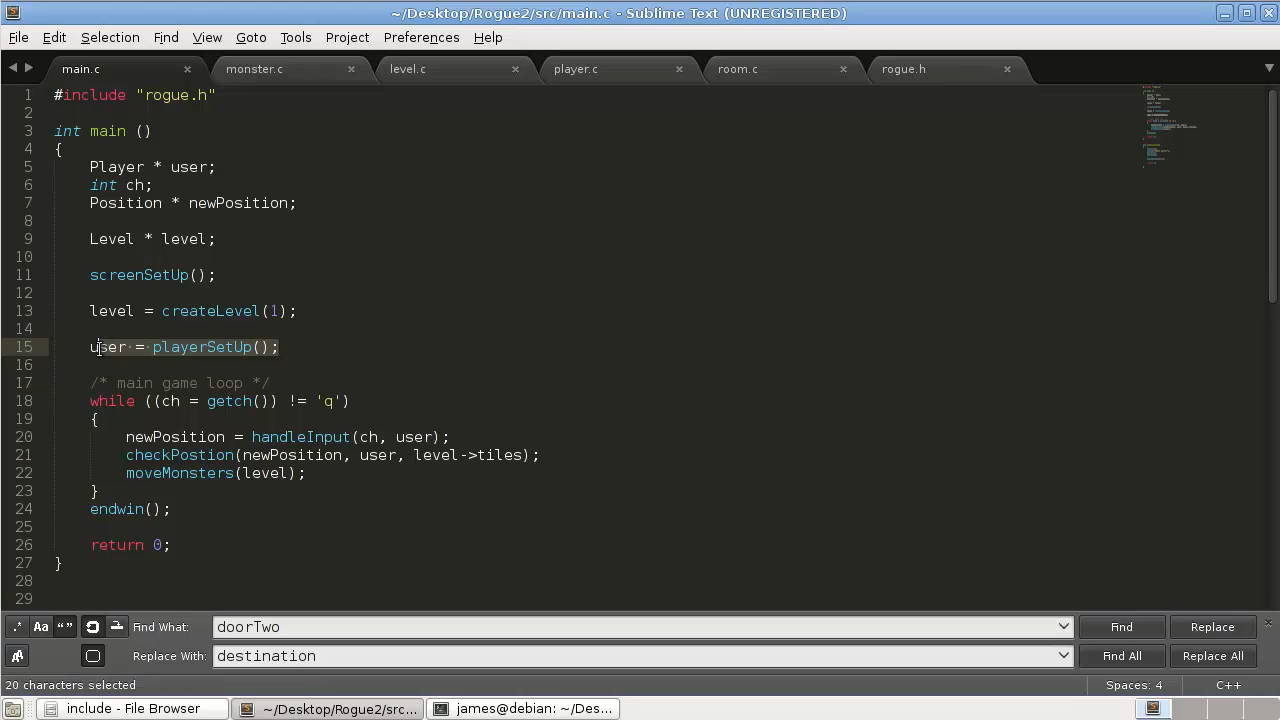 ~/Desktop/Rogue2/src/main.c - Sublime Text (UNREGISTERED)
File Edit Selection Find View Goto Tools Project Preferences Help
main.c monster.c level.c player.c room.c rogue.h
1 #include "rogue.h"
2
3 int main ()
4 {
5 Player * user;
6 int ch;
7 Position * newPosition;
8
9 Level * level;
10
11 screenSetUp();
12
13 level = createLevel(1);
14
15 user = playerSetUp();
16
17 /* main game loop */
18 while ((ch = getch()) != 'q')
19 {
20 newPosition = handleInput(ch, user);
21 checkPostion(newPosition, user, level->tiles);
22 moveMonsters(level);
23 }
24 endwin();
25
26 return 0;
27 }
28
29
.* Aa “” Find What: doorTwo Find Replace
Replace With: destination Find All Replace All
20 characters selected Spaces: 4 C++
include - File Browser ~/Desktop/Rogue2/src... james@debian: ~/Des...